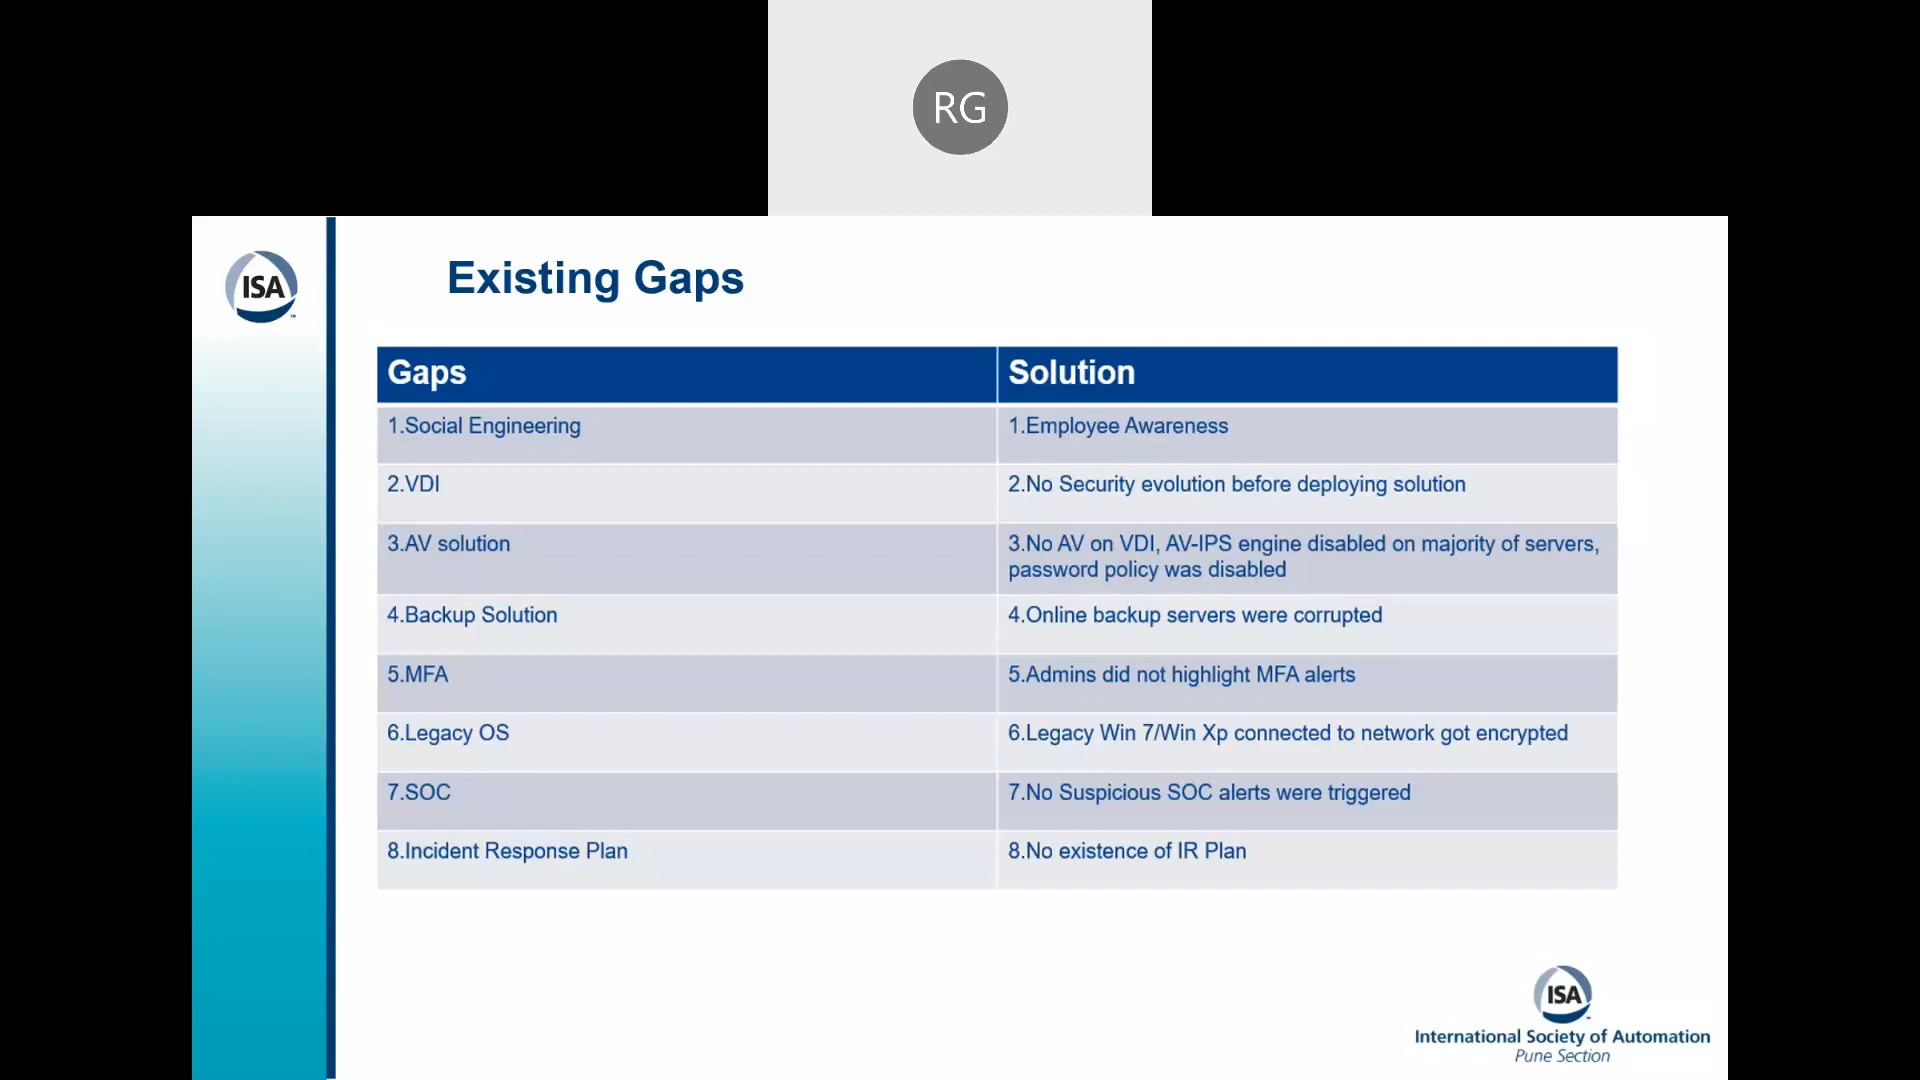 RG
ISA
Existing Gaps
Gaps
Solution
1.Social Engineering
1.Employee Awareness
2.VDI
2.No Security evolution before deploying solution
3.AV solution
3.No AV on VDI, AV-IPS engine disabled on majority of servers,
password policy was disabled
4.Backup Solution
4.Online backup servers were corrupted
5.MFA
5.Admins did not highlight MFA alerts
6.Legacy OS
6.Legacy Win 7/Win Xp connected to network got encrypted
7.SOC
7.No Suspicious SOC alerts were triggered
8.Incident Response Plan
8.No existence of IR Plan
ISA
International Society of Automation
Pune Section